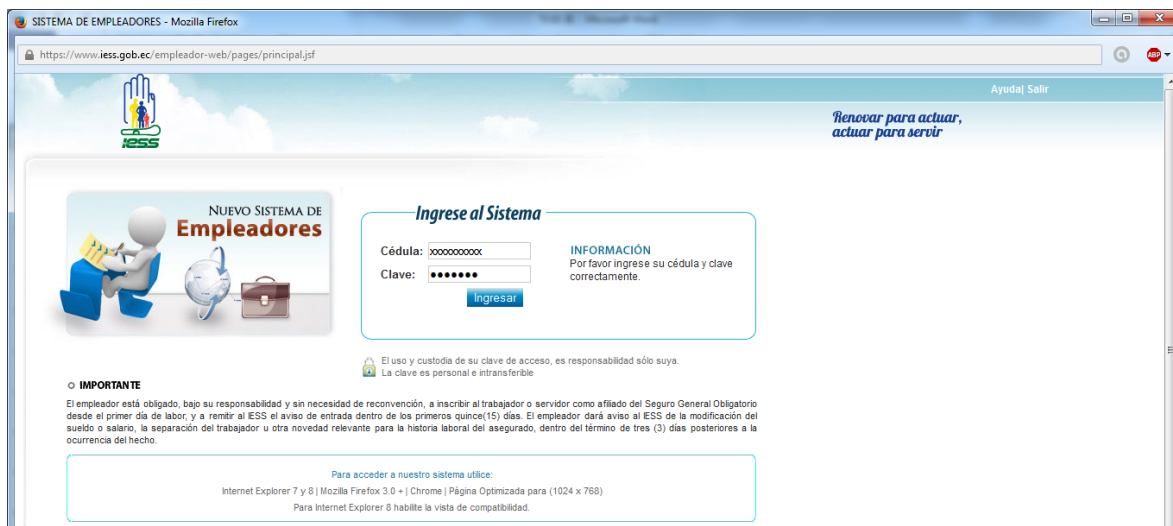 SISTEMA DE EMPLEADORES - Mozilla Firefox
https://www.iess.gob.ec/empleador-web/pages/principal.jsf
ABP
Ayuda| Salir
iess
Renovar para actuar,
actuar para servir
NUEVO SISTEMA DE
Empleadores
Ingrese al Sistema
Cédula: xxxxxxxxxx
Clave: ●●●●●●●
Ingresar
INFORMACIÓN
Por favor ingrese su cédula y clave
correctamente.
El uso y custodia de su clave de acceso, es responsabilidad sólo suya.
La clave es personal e intransferible
IMPORTANTE
El empleador está obligado, bajo su responsabilidad y sin necesidad de reconvención, a inscribir al trabajador o servidor como afiliado del Seguro General Obligatorio
desde el primer día de labor, y a remitir al IESS el aviso de entrada dentro de los primeros quince(15) días. El empleador dará aviso al IESS de la modificación del
sueldo o salario, la separación del trabajador u otra novedad relevante para la historia laboral del asegurado, dentro del término de tres (3) días posteriores a la
ocurrencia del hecho.
Para acceder a nuestro sistema utilice:
Internet Explorer 7 y 8 | Mozilla Firefox 3.0 + | Chrome | Página Optimizada para (1024 x 768)
Para Internet Explorer 8 habilite la vista de compatibilidad.